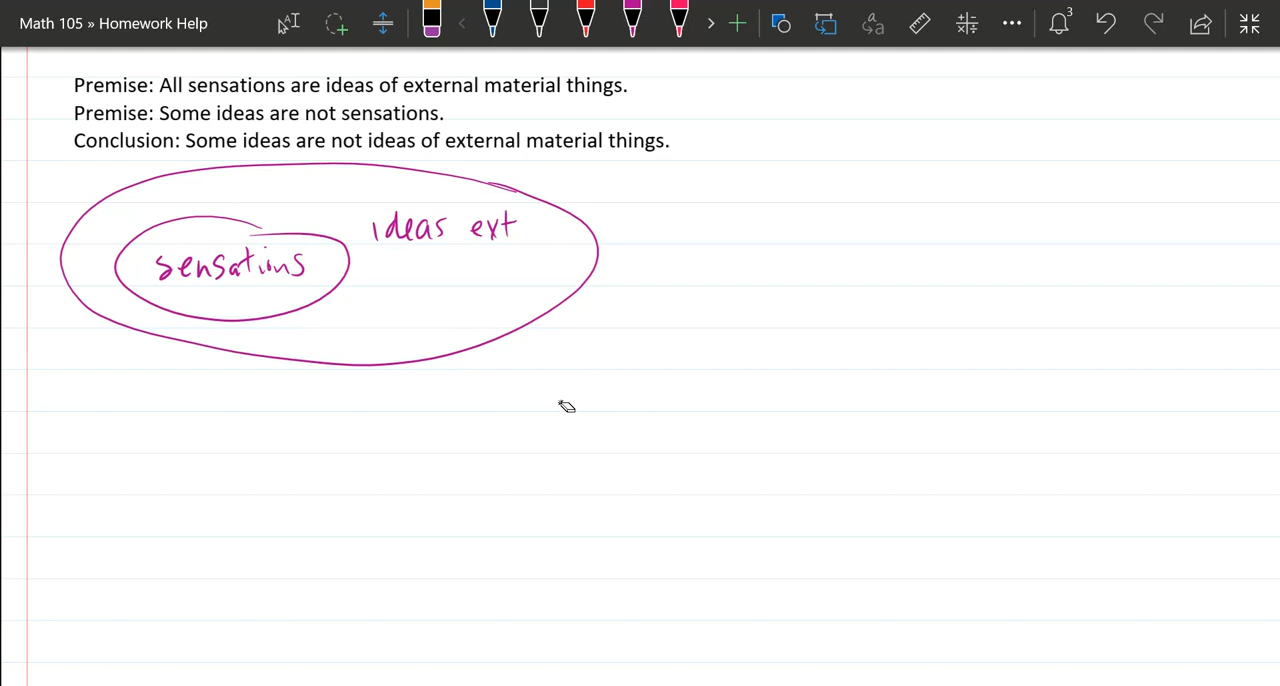 Math 105 » Homework Help
3
Premise: All sensations are ideas of external material things.
Premise: Some ideas are not sensations.
Conclusion: Some ideas are not ideas of external material things.
ideas ext
sensations